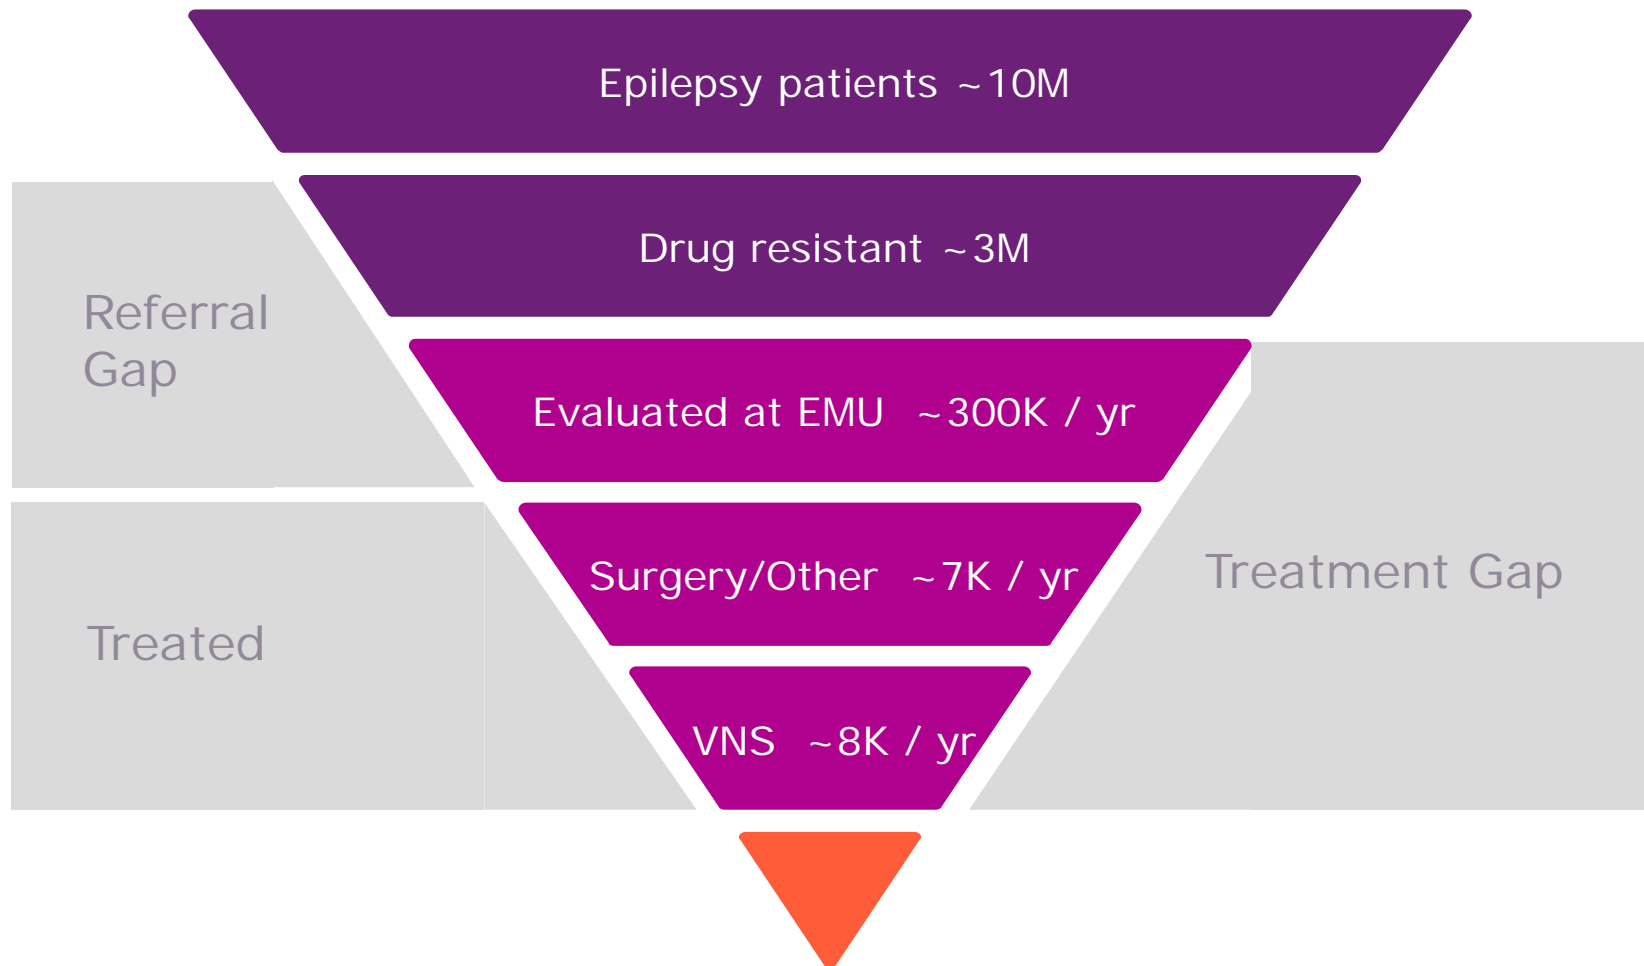 Epilepsy patients ~10M
Drug resistant ~3M
Referral
Gap
Evaluated at EMU ~300K / yr
Surgery/Other ~7K / yr
Treatment Gap
Treated
VNS ~8K / yr